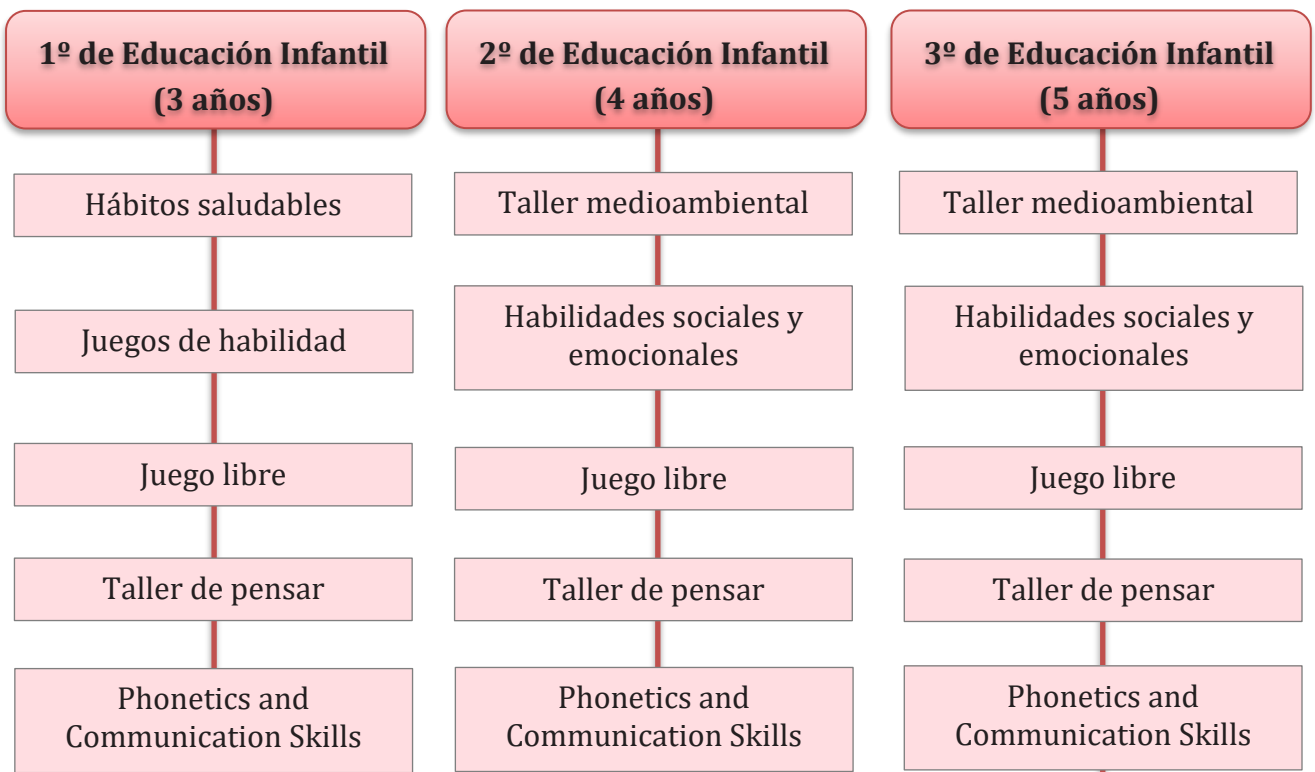 1º de Educación Infantil
(3 años)
Hábitos saludables
Juegos de habilidad
Juego libre
Taller de pensar
Phonetics and
Communication Skills
2º de Educación Infantil
(4 años)
Taller medioambiental
Habilidades sociales y
emocionales
Juego libre
Taller de pensar
Phonetics and
Communication Skills
3º de Educación Infantil
(5 años)
Taller medioambiental
Habilidades sociales y
emocionales
Juego libre
Taller de pensar
Phonetics and
Communication Skills